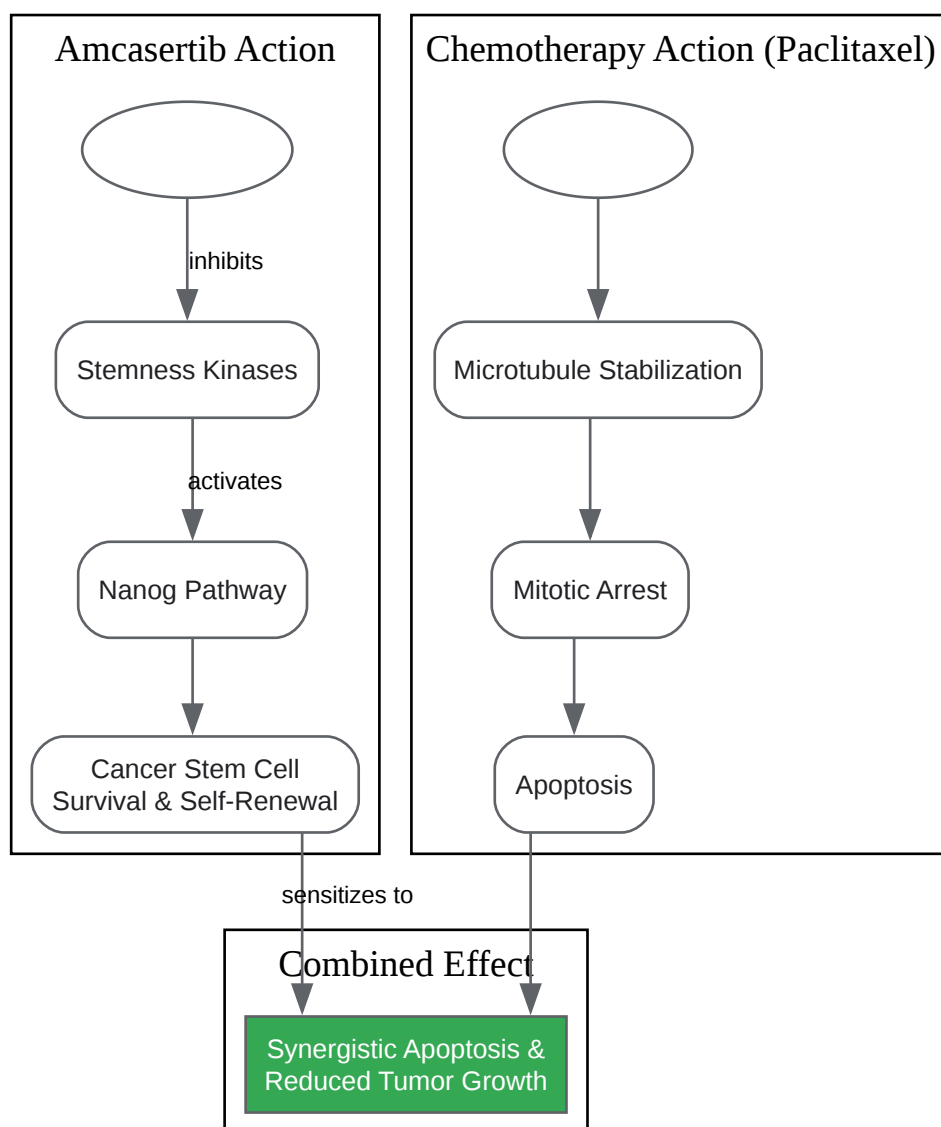 Amcasertib Action
inhibits
Stemness Kinases
activates
Nanog Pathway
Cancer Stem Cell
Survival & Self-Renewal
Chemotherapy Action (Paclitaxel)
Microtubule Stabilization
Mitotic Arrest
Apoptosis
sensitizes to
Combined Effect
Synergistic Apoptosis &
Reduced Tumor Growth